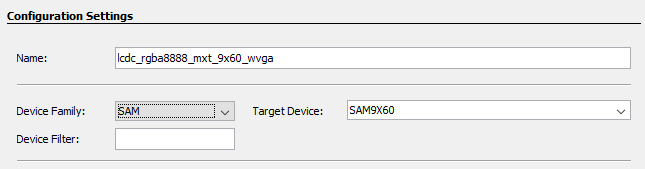 Configuration Settings
Name: lcdc_rgba8888_mxt_9x60_wvga
Device Family: SAM Target Device: SAM9X60
Device Filter: